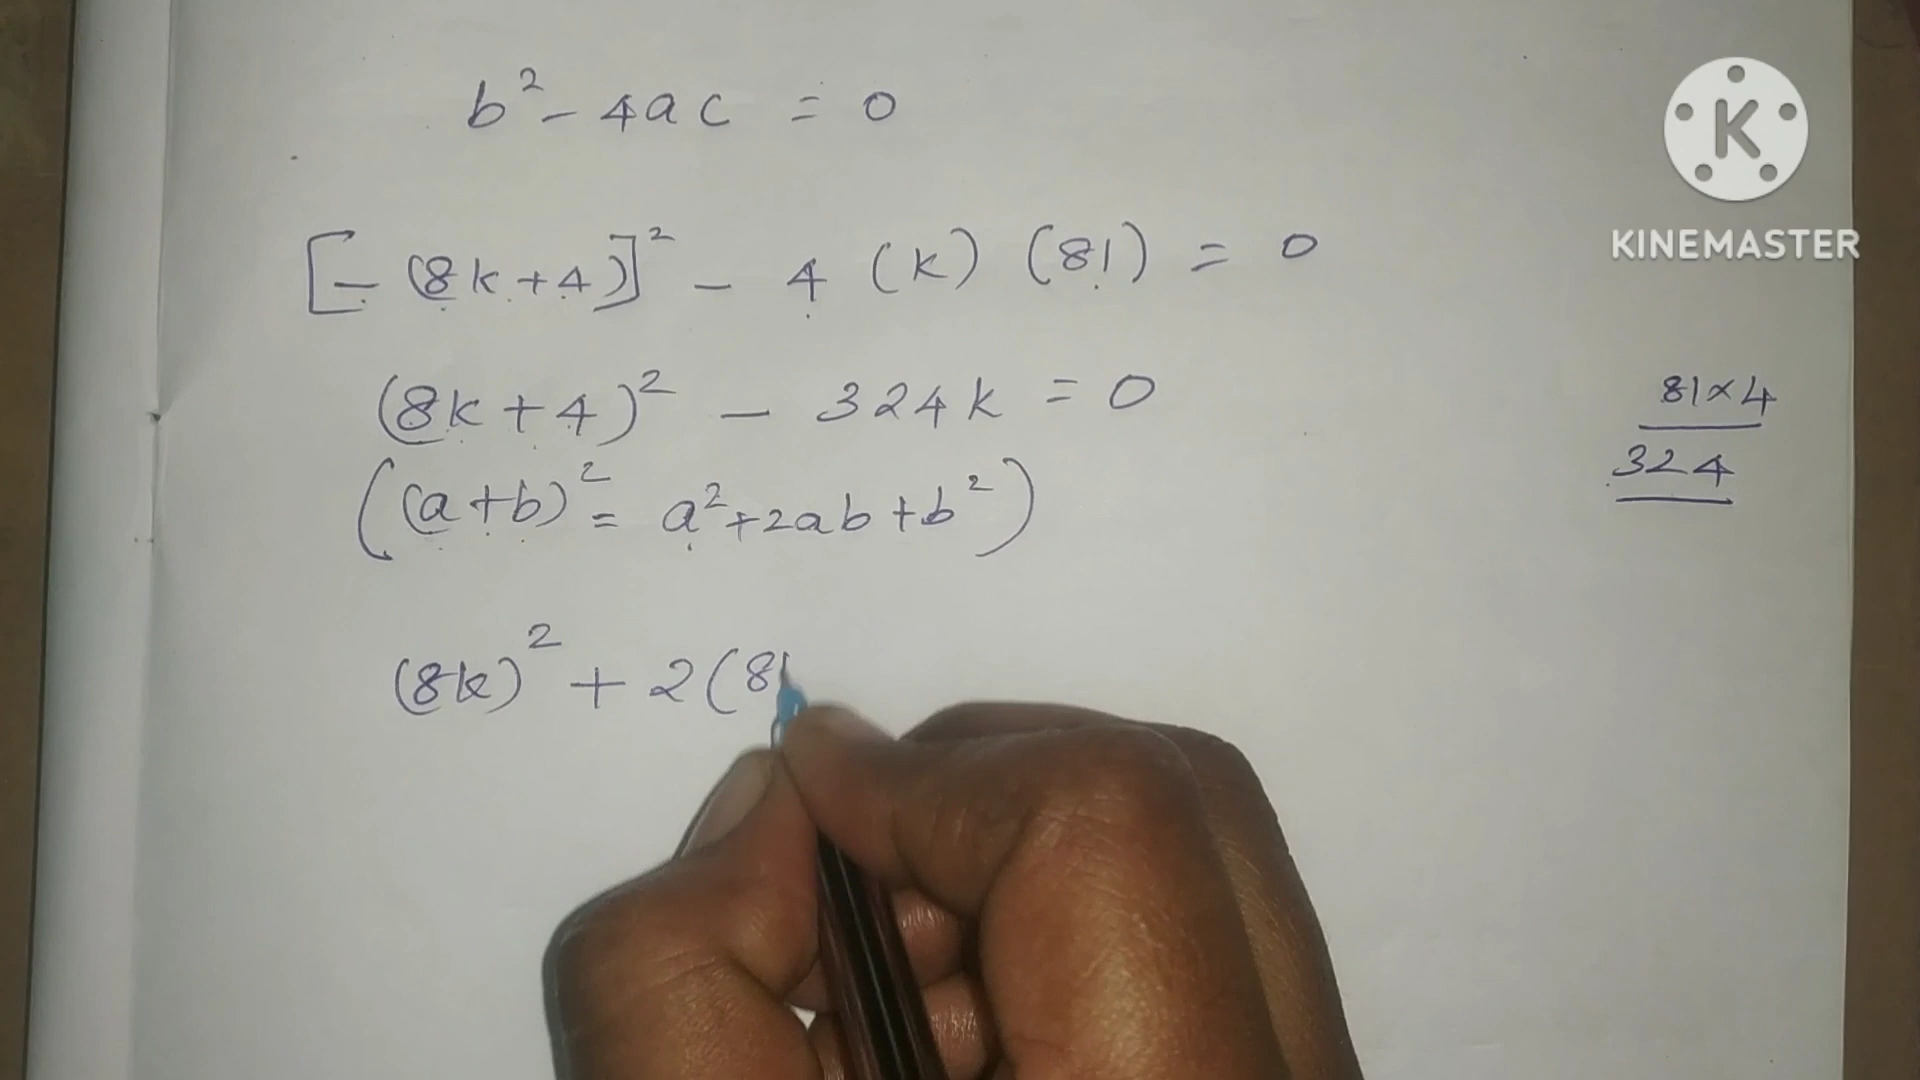 b² - 4ac = 0
[- (8k+4)]² - 4 (k) (81) = 0
(8k+4)² - 324k = 0
((a+b)² = a²+2ab+b²)
(8k)² + 2(8
81×4
324
K
KINEMASTER